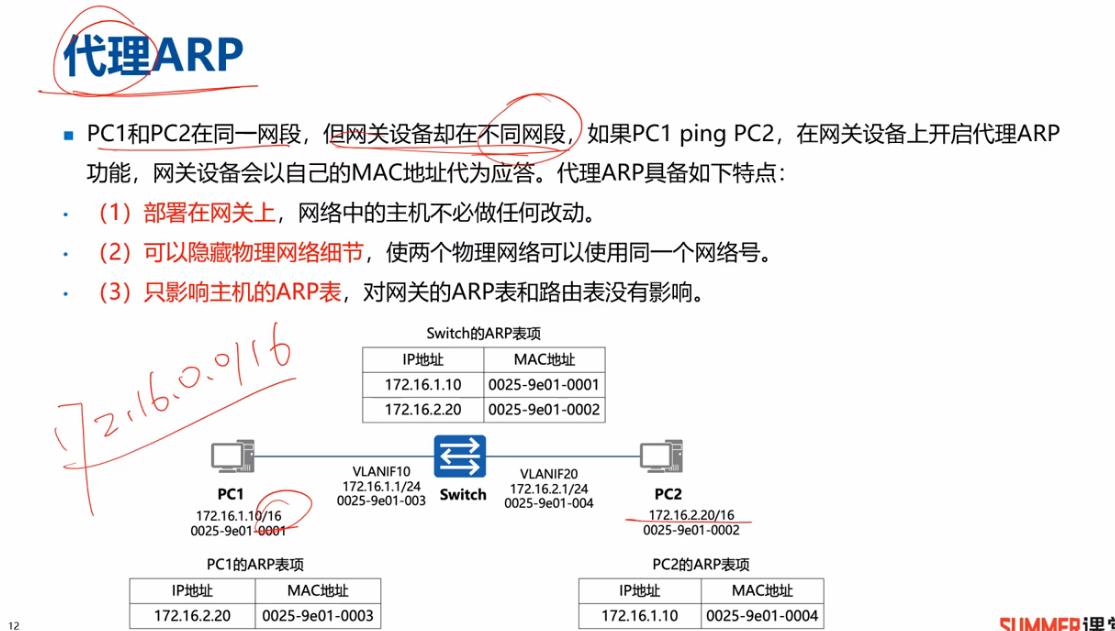 代理ARP
■ PC1和PC2在同一网段，但网关设备却在不同网段，如果PC1 ping PC2，在网关设备上开启代理ARP
功能，网关设备会以自己的MAC地址代为应答。代理ARP具备如下特点：
· （1）部署在网关上，网络中的主机不必做任何改动。
· （2）可以隐藏物理网络细节，使两个物理网络可以使用同一个网络号。
· （3）只影响主机的ARP表，对网关的ARP表和路由表没有影响。
Switch的ARP表项
IP地址 MAC地址
172.16.1.10 0025-9e01-0001
172.16.2.20 0025-9e01-0002
172.16.0.0/16
VLANIF10
172.16.1.1/24
0025-9e01-003
Switch
VLANIF20
172.16.2.1/24
0025-9e01-004
PC1
172.16.1.10/16
0025-9e01-0001
PC2
172.16.2.20/16
0025-9e01-0002
PC1的ARP表项
IP地址 MAC地址
172.16.2.20 0025-9e01-0003
PC2的ARP表项
IP地址 MAC地址
172.16.1.10 0025-9e01-0004
12
SUMMER课堂